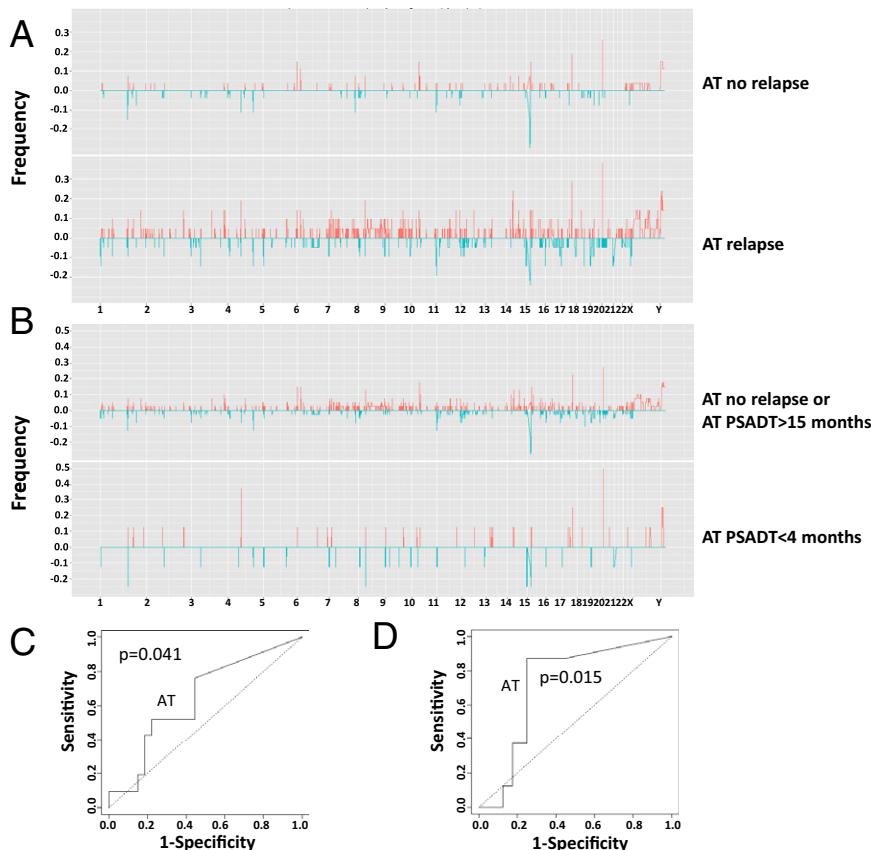 A
0.3
0.2
0.1
0.0
-0.1
-0.2
AT no relapse
Frequency
0.3
0.2
0.1
0.0
-0.1
-0.2
AT relapse
1 2 3 4 5 6 7 8 9 10 11 12 13 14 15 16 17 18 19 202 122X Y
B
0.5
0.4
0.3
0.2
0.1
0.0
-0.1
-0.2
AT no relapse or
AT PSADT>15 months
Frequency
0.5
0.4
0.3
0.2
0.1
0.0
-0.1
-0.2
AT PSADT<4 months
1 2 3 4 5 6 7 8 9 10 11 12 13 14 15 16 17 18 19 202 122X Y
C
p=0.041
AT
Sensitivity
0.0 0.2 0.4 0.6 0.8 1.0
0.0 0.2 0.4 0.6 0.8 1.0
1-Specificity
D
AT
p=0.015
Sensitivity
0.0 0.2 0.4 0.6 0.8 1.0
0.0 0.2 0.4 0.6 0.8 1.0
1-Specificity